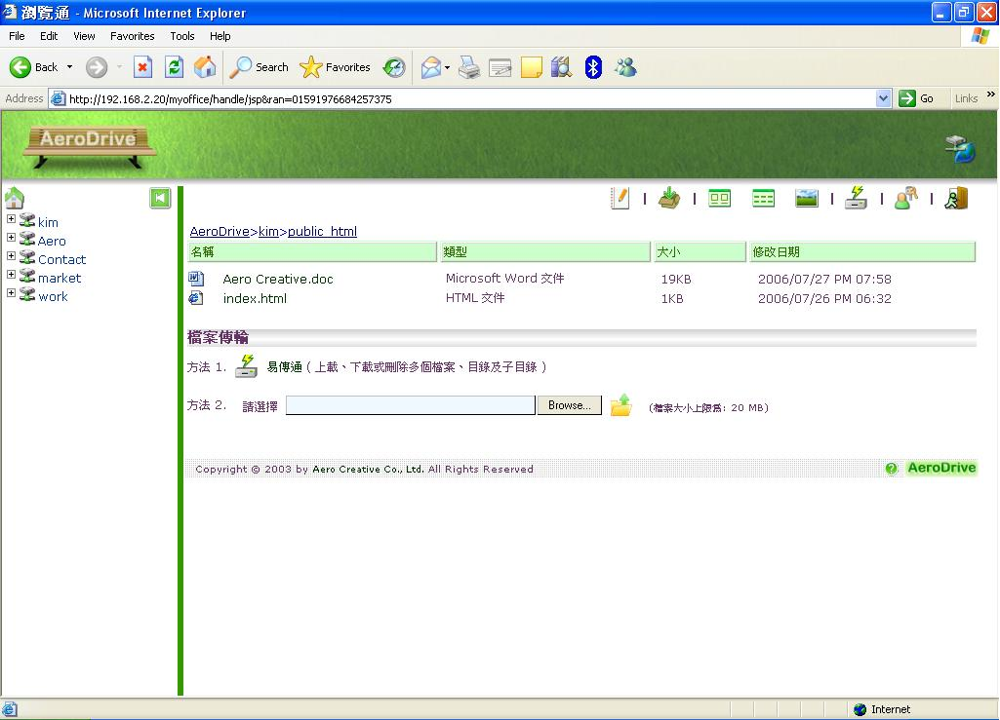 瀏覽通 - Microsoft Internet Explorer
File Edit View Favorites Tools Help
Back Search Favorites
Address http://192.168.2.20/myoffice/handle/jsp&ran=01591976684257375 Go Links »
AeroDrive
kim
Aero
Contact
market
work
AeroDrive>kim>public_html
名稱 類型 大小 修改日期
Aero Creative.doc Microsoft Word 文件 19KB 2006/07/27 PM 07:58
index.html HTML 文件 1KB 2006/07/26 PM 06:32
檔案傳輸
方法 1. 易傳通 ( 上載、下載或刪除多個檔案、目錄及子目錄 )
方法 2. 請選擇 Browse... (檔案大小上限為: 20 MB)
Copyright © 2003 by Aero Creative Co., Ltd. All Rights Reserved ? AeroDrive
Internet